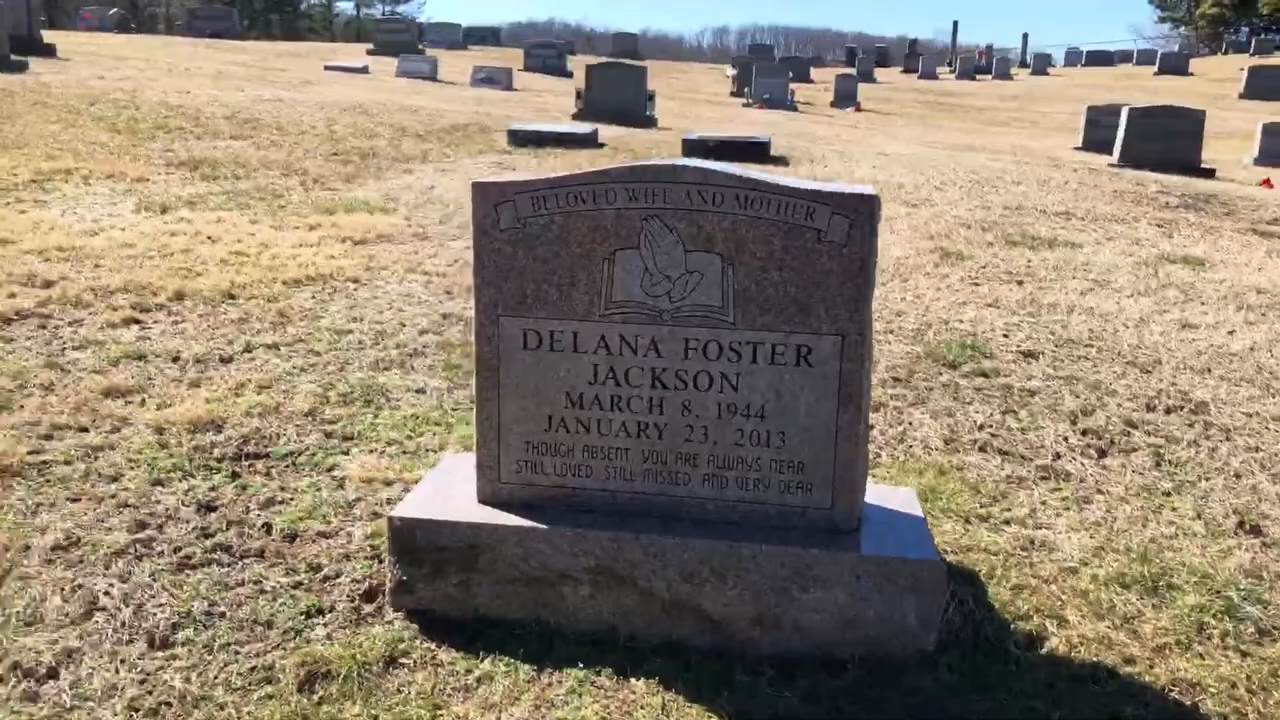 BELOVED WIFE AND MOTHER
DELANA FOSTER
JACKSON
MARCH 8, 1944
JANUARY 23, 2013
THOUGH ABSENT YOU ARE ALWAYS NEAR
STILL LOVED STILL MISSED AND VERY DEAR